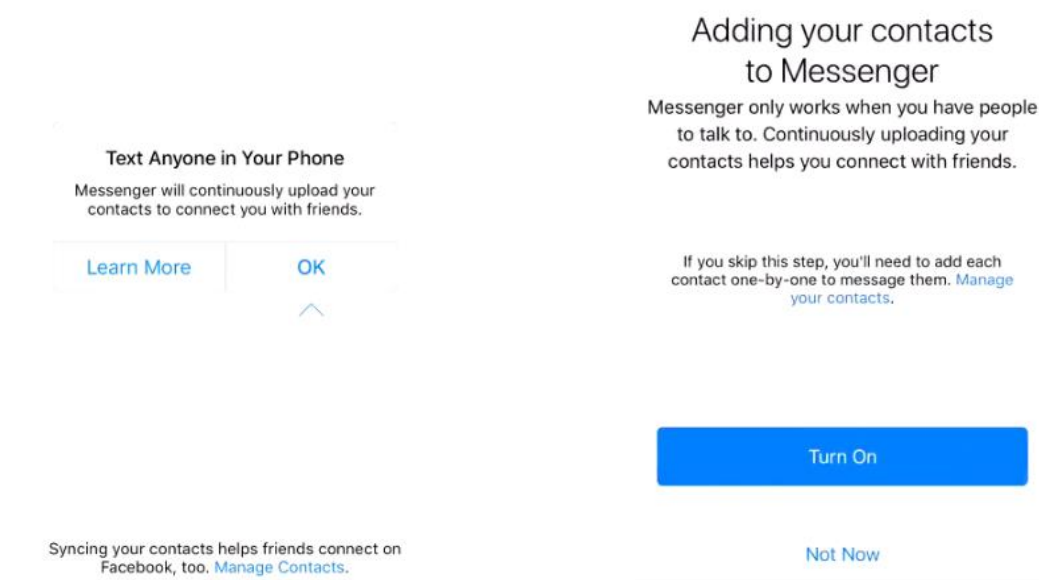 Text Anyone in Your Phone
Messenger will continuously upload your
contacts to connect you with friends.
Learn More
OK
Syncing your contacts helps friends connect on
Facebook, too. Manage Contacts.
Adding your contacts
to Messenger
Messenger only works when you have people
to talk to. Continuously uploading your
contacts helps you connect with friends.
If you skip this step, you'll need to add each
contact one-by-one to message them. Manage
your contacts.
Turn On
Not Now